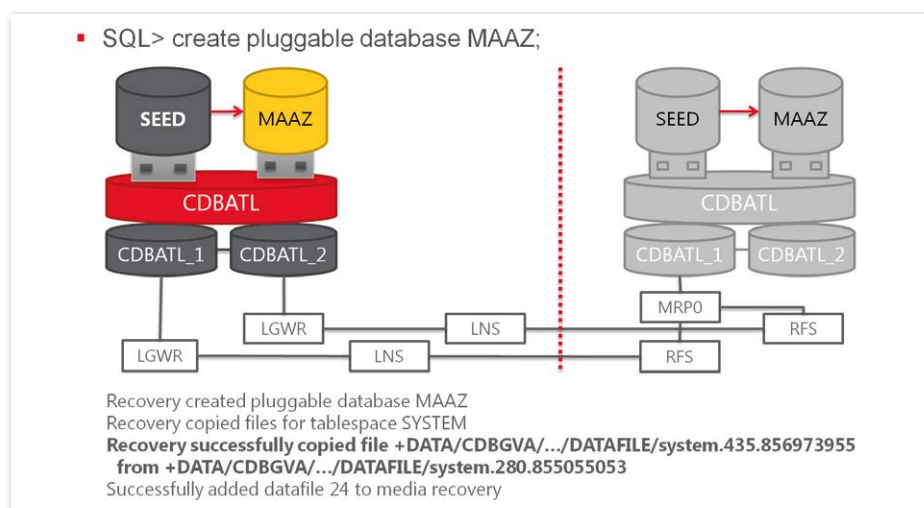 SQL> create pluggable database MAAZ;
SEED
MAAZ
CDBATL
CDBATL_1
CDBATL_2
LGWR
LNS
LGWR
LNS
SEED
MAAZ
CDBATL
CDBATL_1
CDBATL_2
MRP0
RFS
RFS
Recovery created pluggable database MAAZ
Recovery copied files for tablespace SYSTEM
Recovery successfully copied file +DATA/CDBGVA/.../DATAFILE/system.435.856973955
from +DATA/CDBGVA/.../DATAFILE/system.280.855055053
Successfully added datafile 24 to media recovery